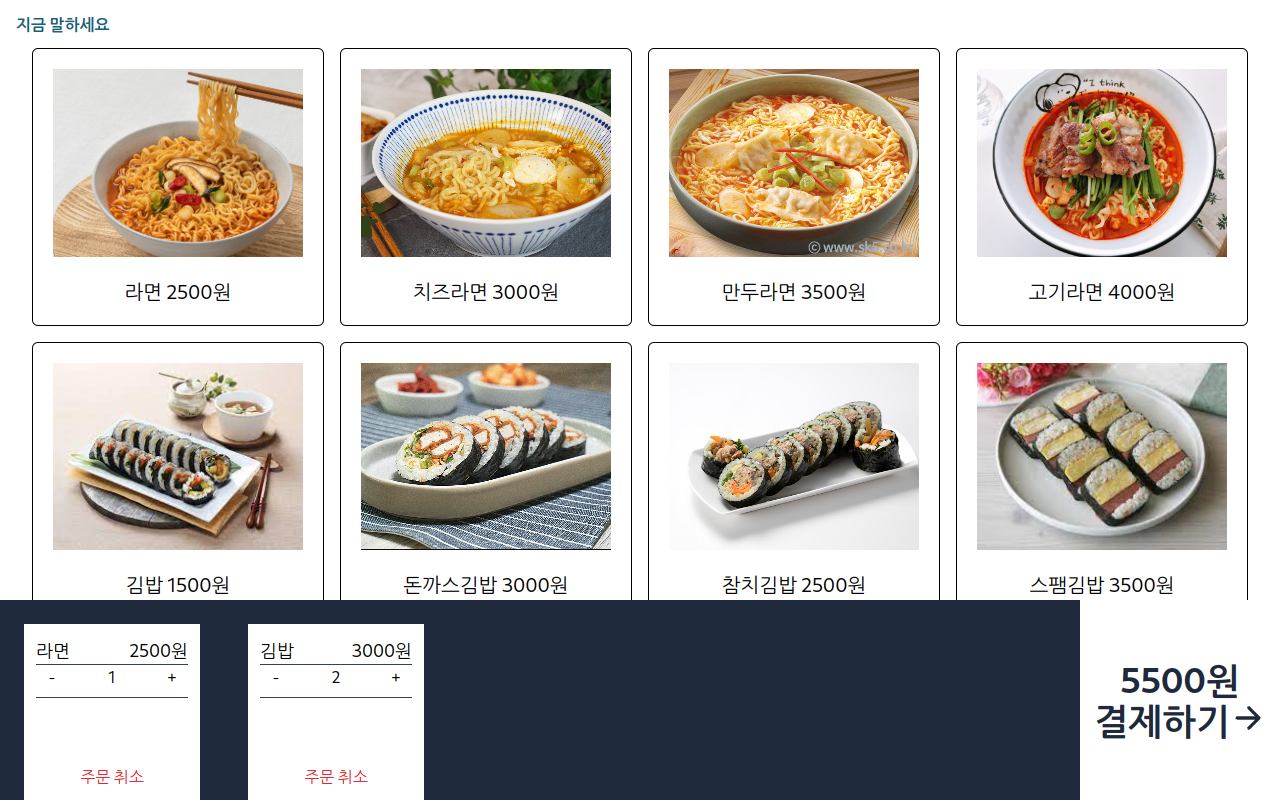 지금 말하세요
"I think
ⓒ www.sk
라면 2500원
치즈라면 3000원
만두라면 3500원
고기라면 4000원
김밥 1500원
돈까스김밥 3000원
참치김밥 2500원
스팸김밥 3500원
라면 2500원
- 1 +
주문 취소
김밥 3000원
- 2 +
주문 취소
5500원
결제하기→